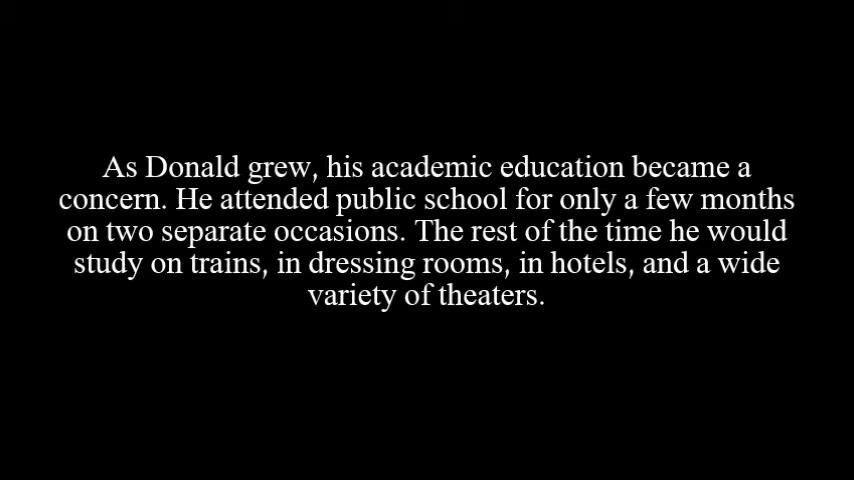 As Donald grew, his academic education became a
concern. He attended public school for only a few months
on two separate occasions. The rest of the time he would
study on trains, in dressing rooms, in hotels, and a wide
variety of theaters.